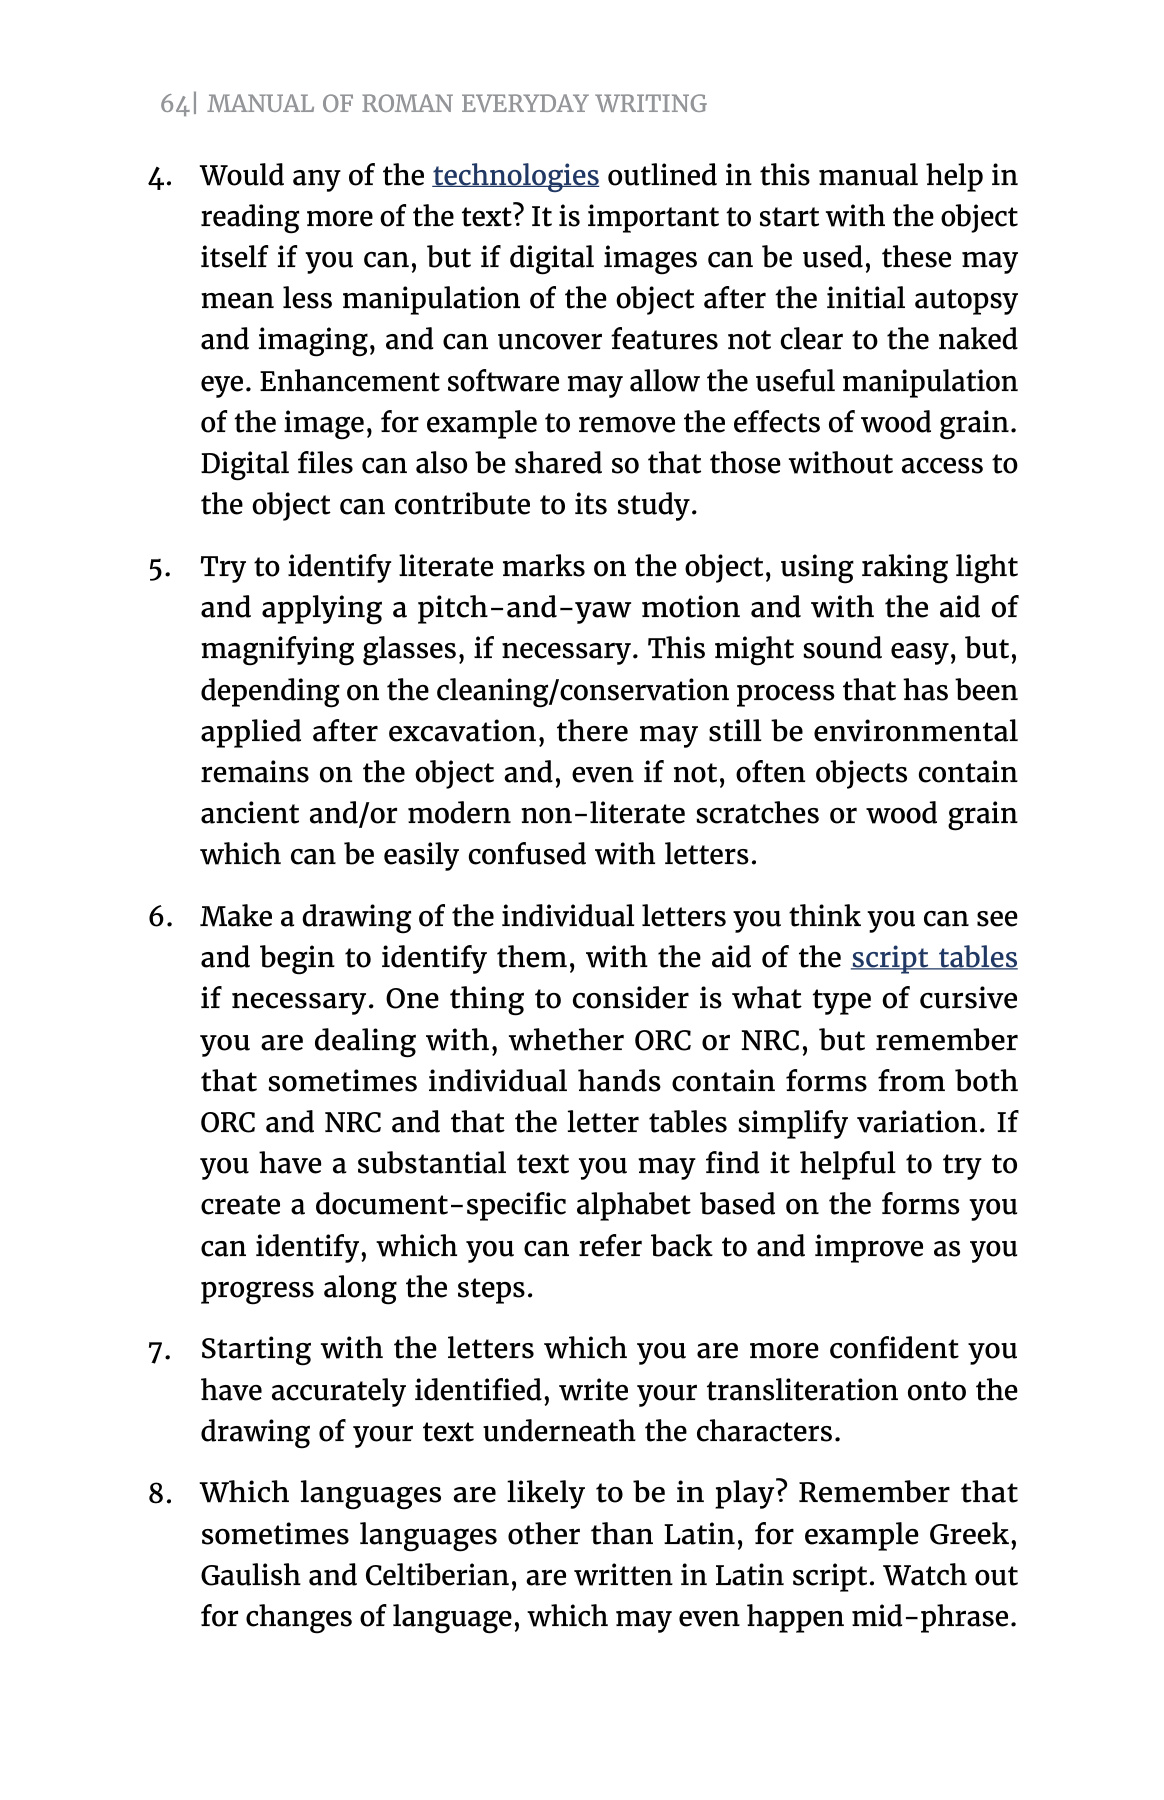 64| MANUAL OF ROMAN EVERYDAY WRITING
4. Would any of the technologies outlined in this manual help in
reading more of the text? It is important to start with the object
itself if you can, but if digital images can be used, these may
mean less manipulation of the object after the initial autopsy
and imaging, and can uncover features not clear to the naked
eye. Enhancement software may allow the useful manipulation
of the image, for example to remove the effects of wood grain.
Digital files can also be shared so that those without access to
the object can contribute to its study.
5. Try to identify literate marks on the object, using raking light
and applying a pitch-and-yaw motion and with the aid of
magnifying glasses, if necessary. This might sound easy, but,
depending on the cleaning/conservation process that has been
applied after excavation, there may still be environmental
remains on the object and, even if not, often objects contain
ancient and/or modern non-literate scratches or wood grain
which can be easily confused with letters.
6. Make a drawing of the individual letters you think you can see
and begin to identify them, with the aid of the script tables
if necessary. One thing to consider is what type of cursive
you are dealing with, whether ORC or NRC, but remember
that sometimes individual hands contain forms from both
ORC and NRC and that the letter tables simplify variation. If
you have a substantial text you may find it helpful to try to
create a document-specific alphabet based on the forms you
can identify, which you can refer back to and improve as you
progress along the steps.
7. Starting with the letters which you are more confident you
have accurately identified, write your transliteration onto the
drawing of your text underneath the characters.
8. Which languages are likely to be in play? Remember that
sometimes languages other than Latin, for example Greek,
Gaulish and Celtiberian, are written in Latin script. Watch out
for changes of language, which may even happen mid-phrase.